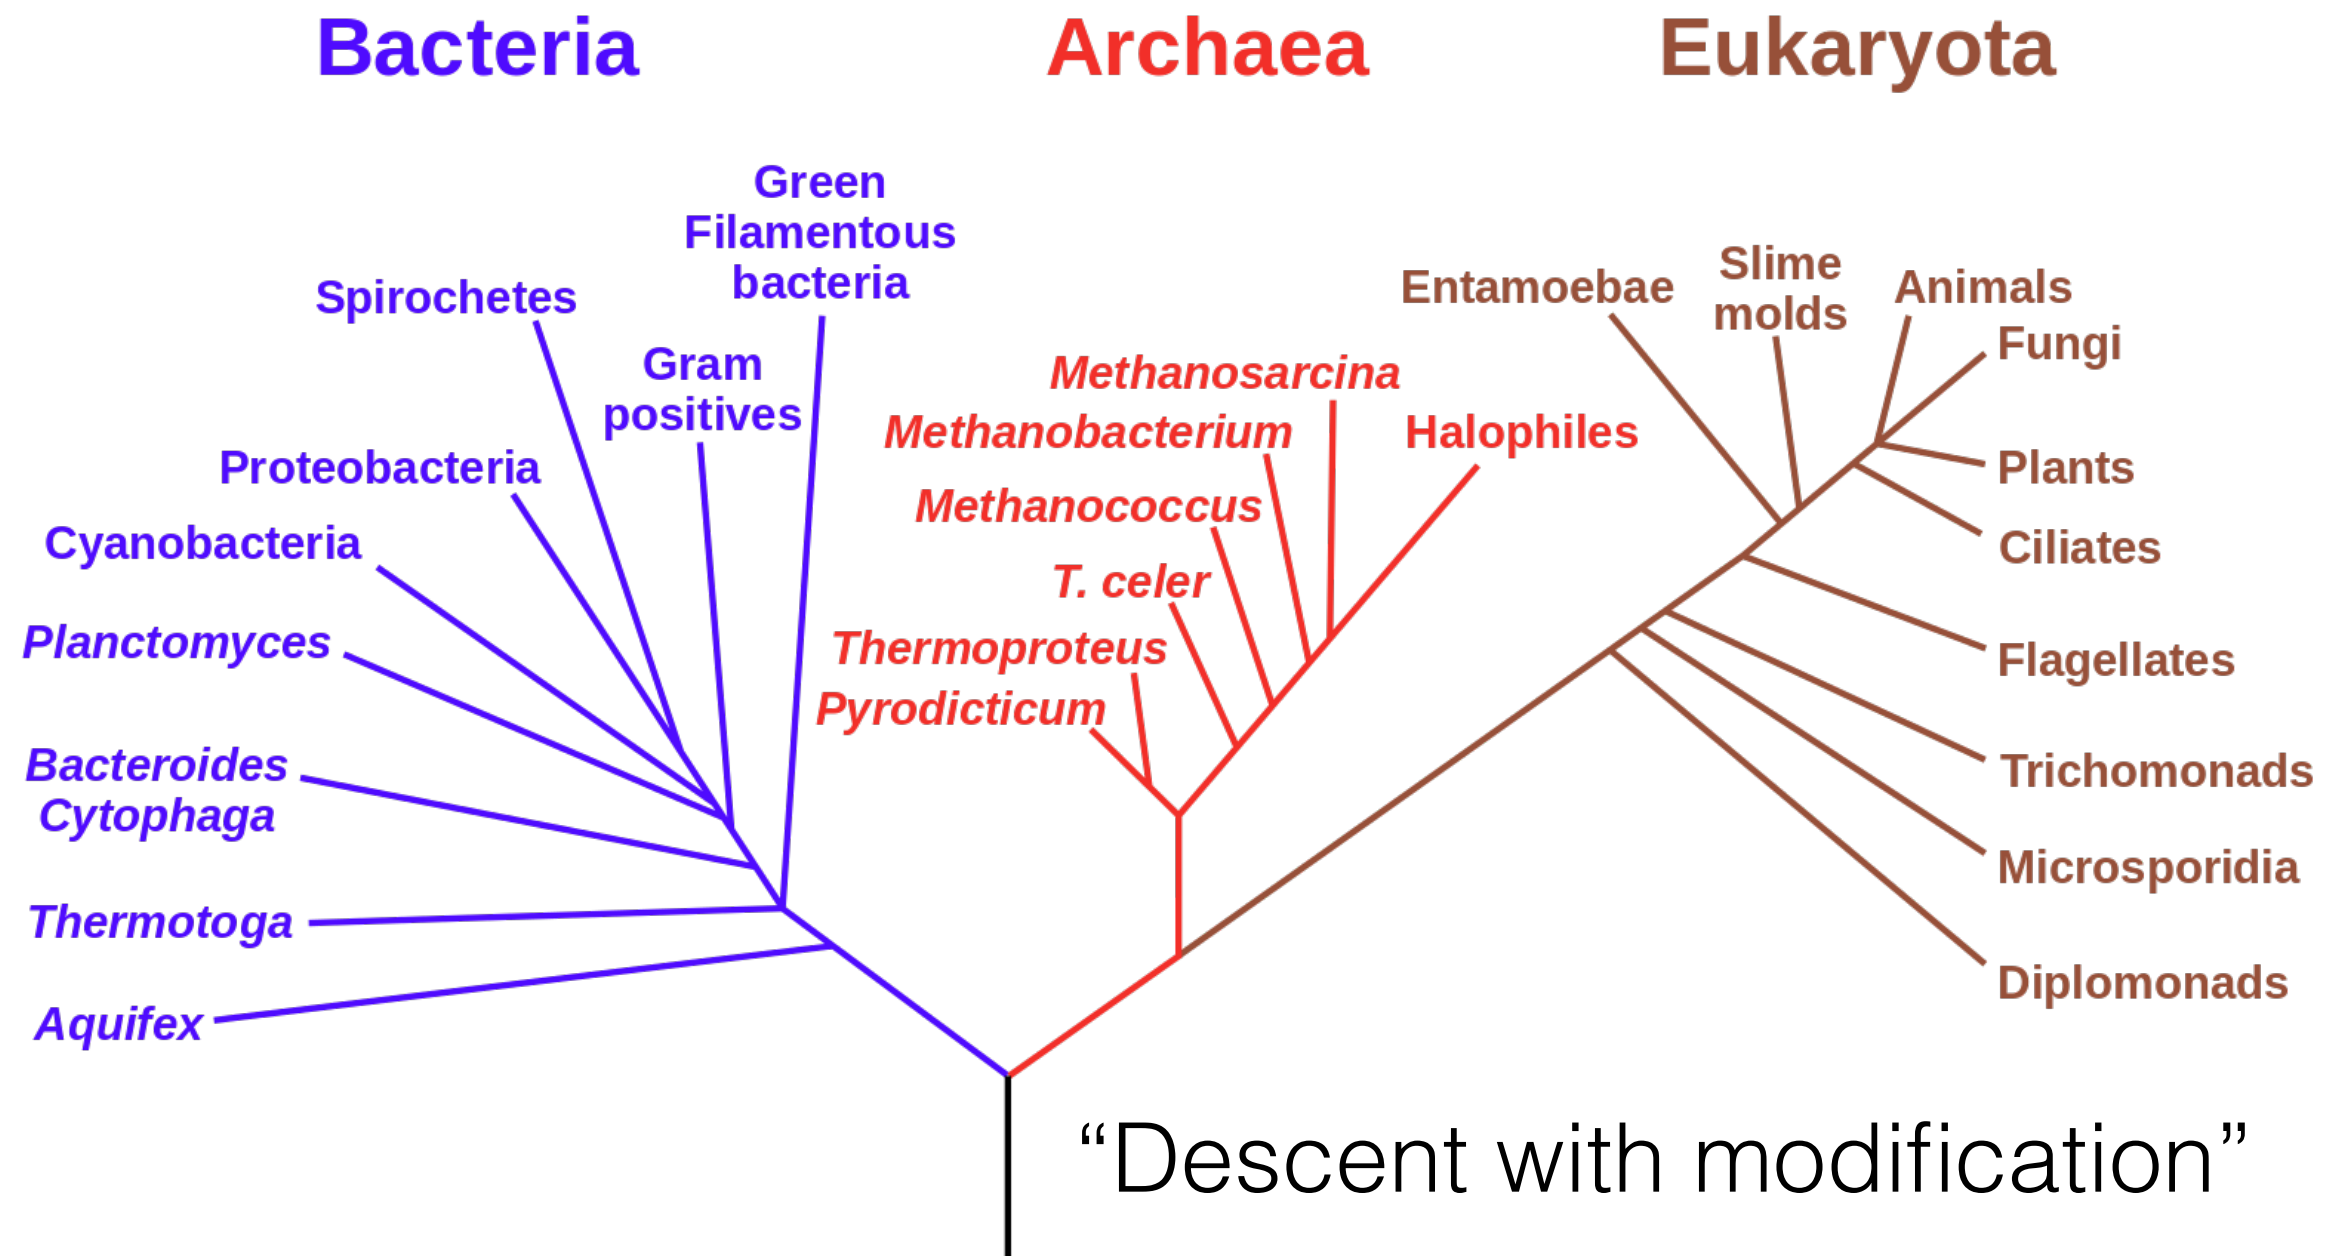 Bacteria
Archaea
Eukaryota
Green
Filamentous
bacteria
Spirochetes
Gram
positives
Proteobacteria
Cyanobacteria
Planctomyces
Bacteroides
Cytophaga
Thermotoga
Aquifex
Methanosarcina
Methanobacterium
Halophiles
Methanococcus
T. celer
Thermoproteus
Pyrodicticum
Entamoebae
Slime
molds
Animals
Fungi
Plants
Ciliates
Flagellates
Trichomonads
Microsporidia
Diplomonads
“Descent with modification”